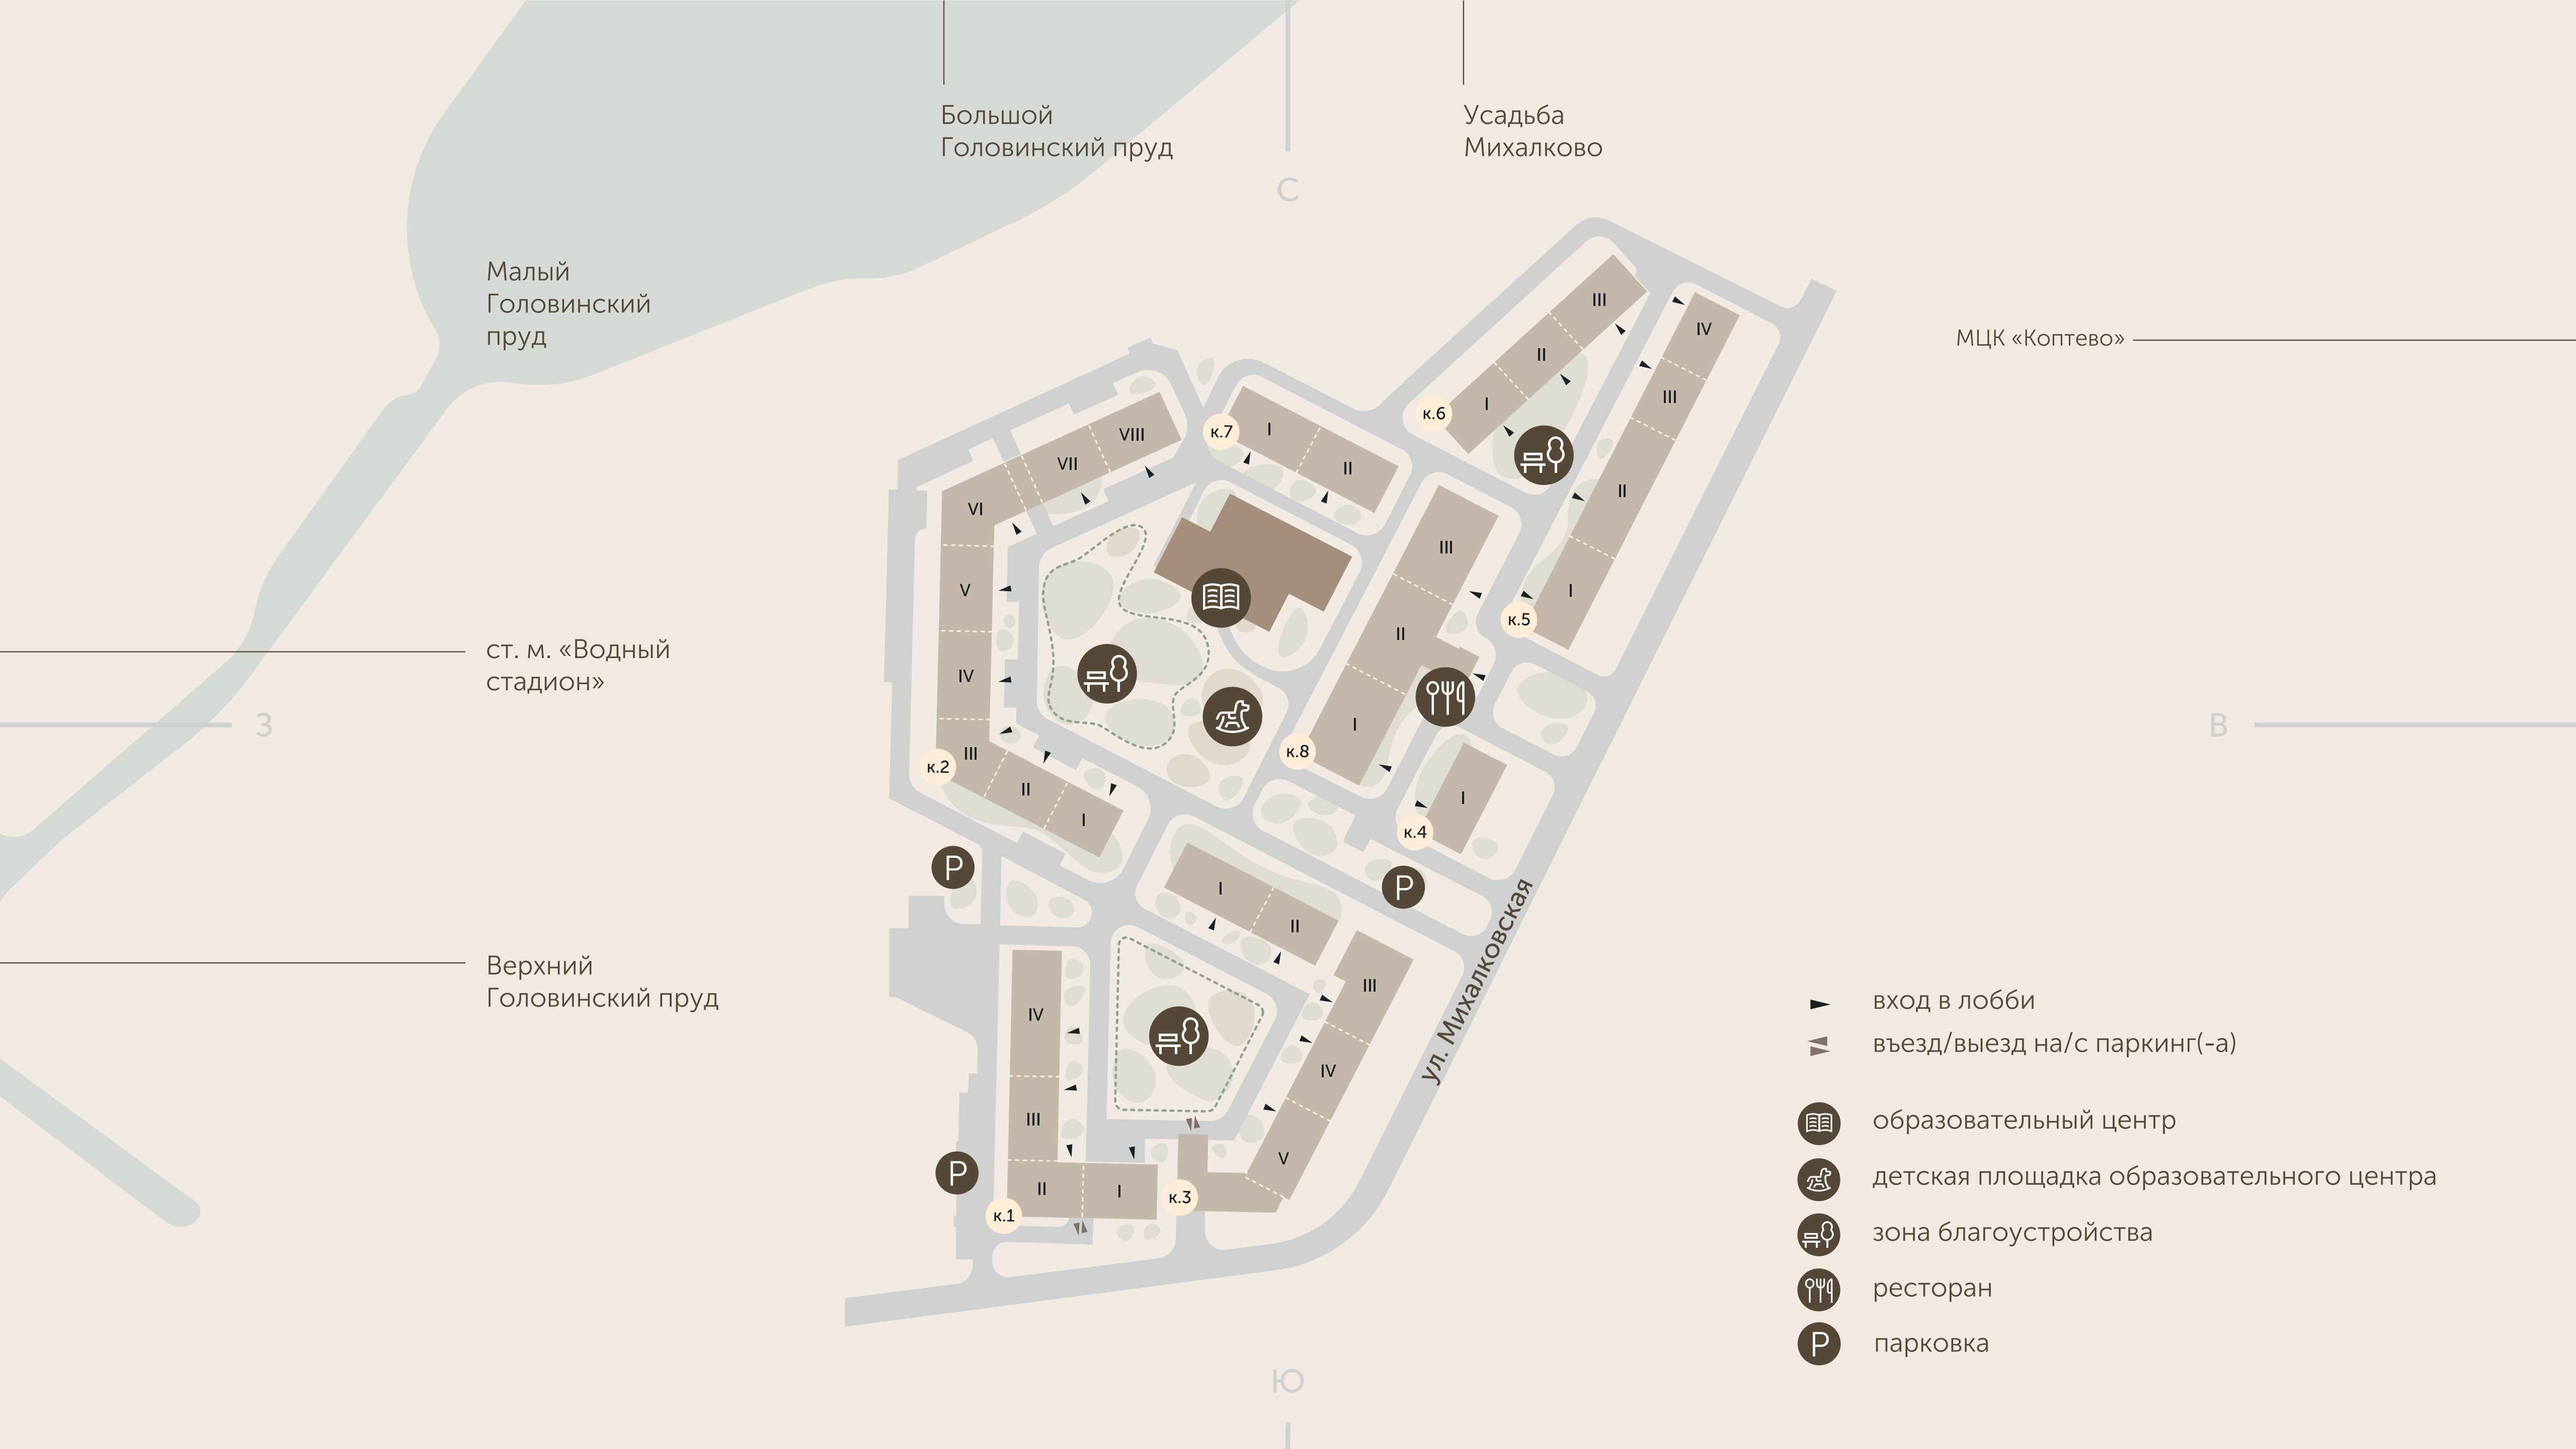 Большой
Головинский пруд
Усадьба
Михалково
С
Малый
Головинский
пруд
МЦК «Коптево»
ст. м. «Водный
стадион»
З
В
Верхний
Головинский пруд
к.6
I
II
III
IV
III
II
I
к.5
к.7
I
II
VIII
VII
VI
V
IV
III
II
I
к.2
III
II
I
к.8
I
к.4
P
P
I
II
III
IV
V
к.3
IV
III
II
I
к.1
P
ул. Михалковская
Ю
вход в лобби
въезд/выезд на/с паркинг(-а)
образовательный центр
детская площадка образовательного центра
зона благоустройства
ресторан
P парковка